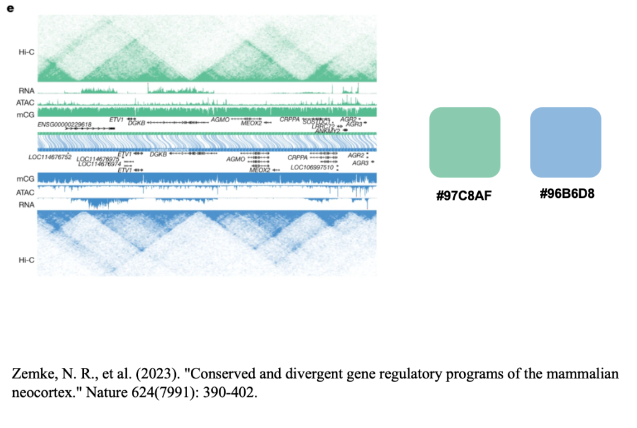 e
Hi-C
RNA
ATAC
mCG
ETV1 AGMO CRPPA SOSTDC1 AGR2
DGKB MEOX2 LRRC72 AGR3
ENSG00000229618 ANKMY2
ETV1 DGKB CRPPA AGR2
LOC114676752 LOC114676975 AGMO AGR3
LOC114676974 LOC106997510
ETV1 MEOX2
mCG
ATAC
RNA
Hi-C
#97C8AF #96B6D8
Zemke, N. R., et al. (2023). "Conserved and divergent gene regulatory programs of the mammalian
neocortex." Nature 624(7991): 390-402.